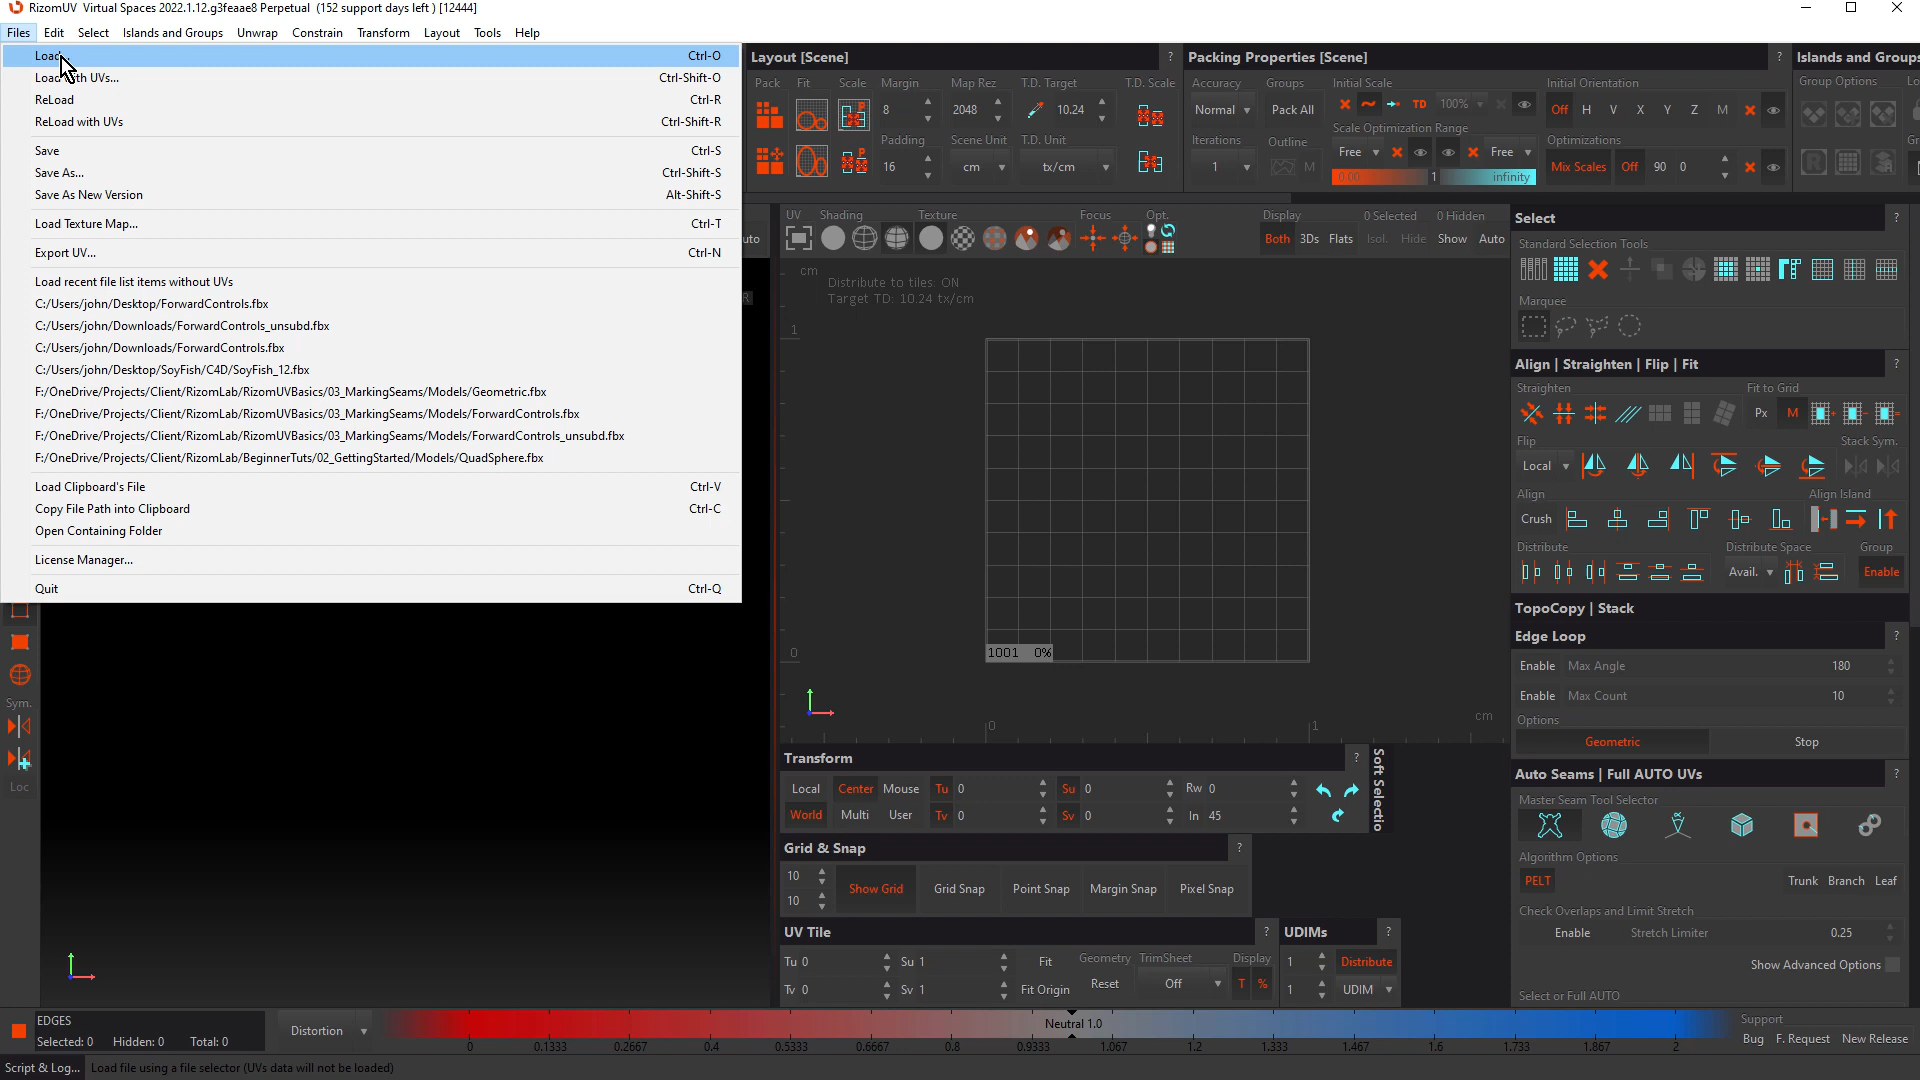 RizomUV Virtual Spaces 2022.1.12.g3feaae8 Perpetual (152 support days left ) [12444]
Files Edit Select Islands and Groups Unwrap Constrain Transform Layout Tools Help
Load... Ctrl-O
Load with UVs... Ctrl-Shift-O
ReLoad Ctrl-R
ReLoad with UVs Ctrl-Shift-R
Save Ctrl-S
Save As... Ctrl-Shift-S
Save As New Version Alt-Shift-S
Load Texture Map... Ctrl-T
Export UV... Ctrl-N
Load recent file list items without UVs
C:/Users/john/Desktop/ForwardControls.fbx
C:/Users/john/Downloads/ForwardControls_unsubd.fbx
C:/Users/john/Downloads/ForwardControls.fbx
C:/Users/john/Desktop/SoyFish/C4D/SoyFish_12.fbx
F:/OneDrive/Projects/Client/RizomLab/RizomUVBasics/03_MarkingSeams/Models/Geometric.fbx
F:/OneDrive/Projects/Client/RizomLab/RizomUVBasics/03_MarkingSeams/Models/ForwardControls.fbx
F:/OneDrive/Projects/Client/RizomLab/RizomUVBasics/03_MarkingSeams/Models/ForwardControls_unsubd.fbx
F:/OneDrive/Projects/Client/RizomLab/BeginnerTuts/02_GettingStarted/Models/QuadSphere.fbx
Load Clipboard's File Ctrl-V
Copy File Path into Clipboard Ctrl-C
Open Containing Folder
License Manager...
Quit Ctrl-Q
Sym.
Loc
Layout [Scene] ?
Pack Fit Scale Margin Map Rez T.D. Target T.D. Scale
8 2048 10.24
Padding Scene Unit T.D. Unit
16 cm tx/cm
Packing Properties [Scene] ?
Accuracy Groups Initial Scale Initial Orientation
Normal Pack All TD 100% Off H V X Y Z M
Iterations Outline Scale Optimization Range Optimizations
1 M Free Free Mix Scales Off 90 0
0.00 1 infinity
Islands and Groups
Group Options
UV Shading Texture Focus Opt. Display 0 Selected 0 Hidden
uto Both 3Ds Flats Isol. Hide Show Auto
cm Distribute to tiles: ON
Target TD: 10.24 tx/cm
R
1
0
1001 0%
0 1 cm
Select ?
Standard Selection Tools
Marquee
Align | Straighten | Flip | Fit ?
Straighten Fit to Grid
Px M
Flip Stack Sym.
Local
Align Align Island
Crush
Distribute Distribute Space Group
Avail. Enable
TopoCopy | Stack
Edge Loop ?
Enable Max Angle 180
Enable Max Count 10
Options
Geometric Stop
Auto Seams | Full AUTO UVs ?
Master Seam Tool Selector
Algorithm Options
PELT Trunk Branch Leaf
Check Overlaps and Limit Stretch
Enable Stretch Limiter 0.25
Show Advanced Options
Select or Full AUTO
Transform ?
Local Center Mouse Tu 0 Su 0 Rw 0
World Multi User Tv 0 Sv 0 In 45
Soft Selectio
Grid & Snap ?
10
10
Show Grid Grid Snap Point Snap Margin Snap Pixel Snap
UV Tile ?
Tu 0 Su 1 Fit Geometry TrimSheet Display
Tv 0 Sv 1 Fit Origin Reset Off T %
UDIMs ?
1 Distribute
1 UDIM
EDGES
Selected: 0 Hidden: 0 Total: 0
Distortion
Neutral 1.0
0 0.1333 0.2667 0.4 0.5333 0.6667 0.8 0.9333 1.067 1.2 1.333 1.467 1.6 1.733 1.867 2
Support
Bug F. Request New Release
Script & Log... Load file using a file selector (UVs data will not be loaded)